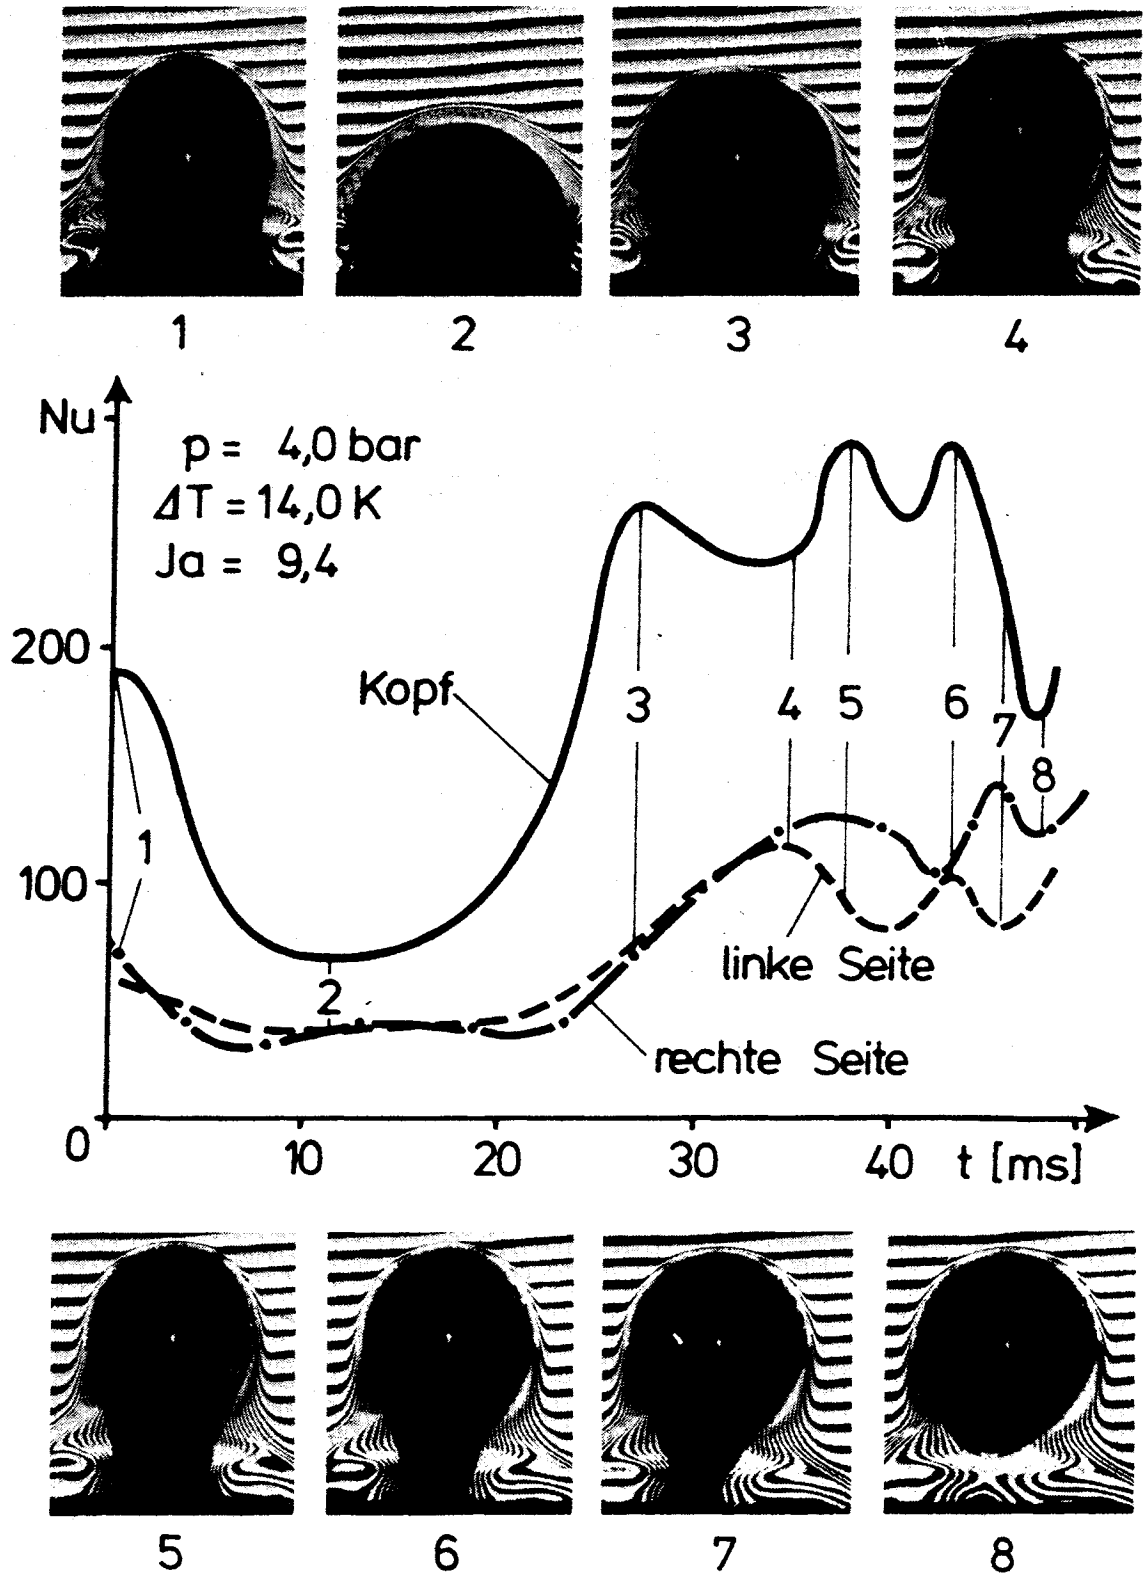 1 2 3 4
Nu
p = 4,0 bar
ΔT = 14,0 K
Ja = 9,4
200
Kopf
3 4 5 6
7
8
1
100
linke Seite
2
rechte Seite
0
10 20 30 40 t [ms]
5 6 7 8